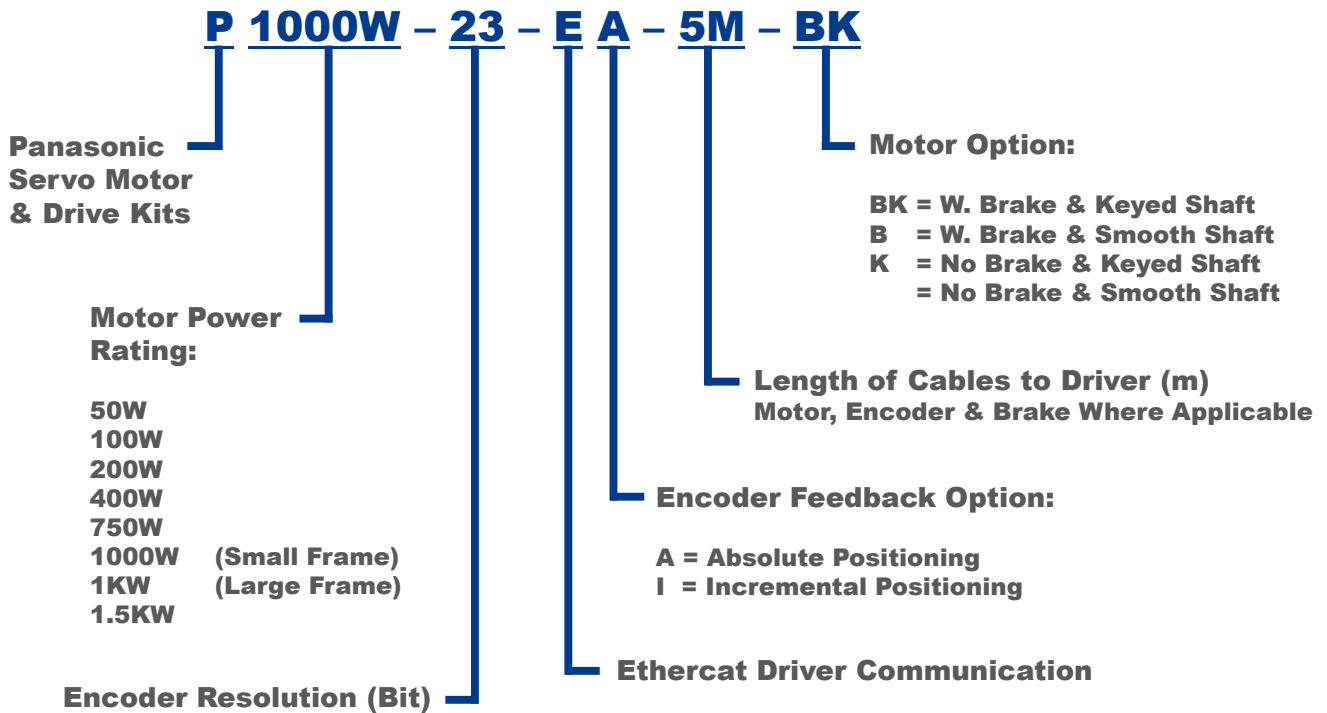 P 1000W – 23 – E A – 5M – BK
Panasonic
Servo Motor
& Drive Kits
Motor Option:
BK = W. Brake & Keyed Shaft
B = W. Brake & Smooth Shaft
K = No Brake & Keyed Shaft
= No Brake & Smooth Shaft
Motor Power
Rating:
50W
100W
200W
400W
750W
1000W (Small Frame)
1KW (Large Frame)
1.5KW
Length of Cables to Driver (m)
Motor, Encoder & Brake Where Applicable
Encoder Feedback Option:
A = Absolute Positioning
I = Incremental Positioning
Ethercat Driver Communication
Encoder Resolution (Bit)